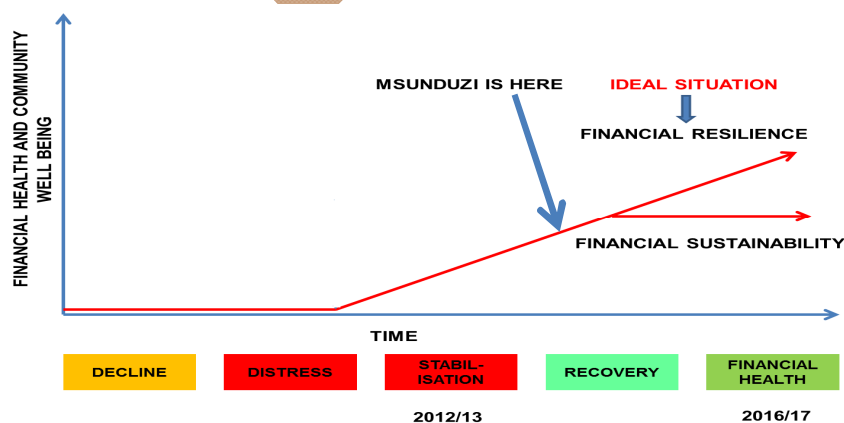 FINANCIAL HEALTH AND COMMUNITY
WELL BEING
MSUNDUZI IS HERE
IDEAL SITUATION
FINANCIAL RESILIENCE
FINANCIAL SUSTAINABILITY
TIME
DECLINE
DISTRESS
STABIL-
ISATION
RECOVERY
FINANCIAL
HEALTH
2012/13
2016/17